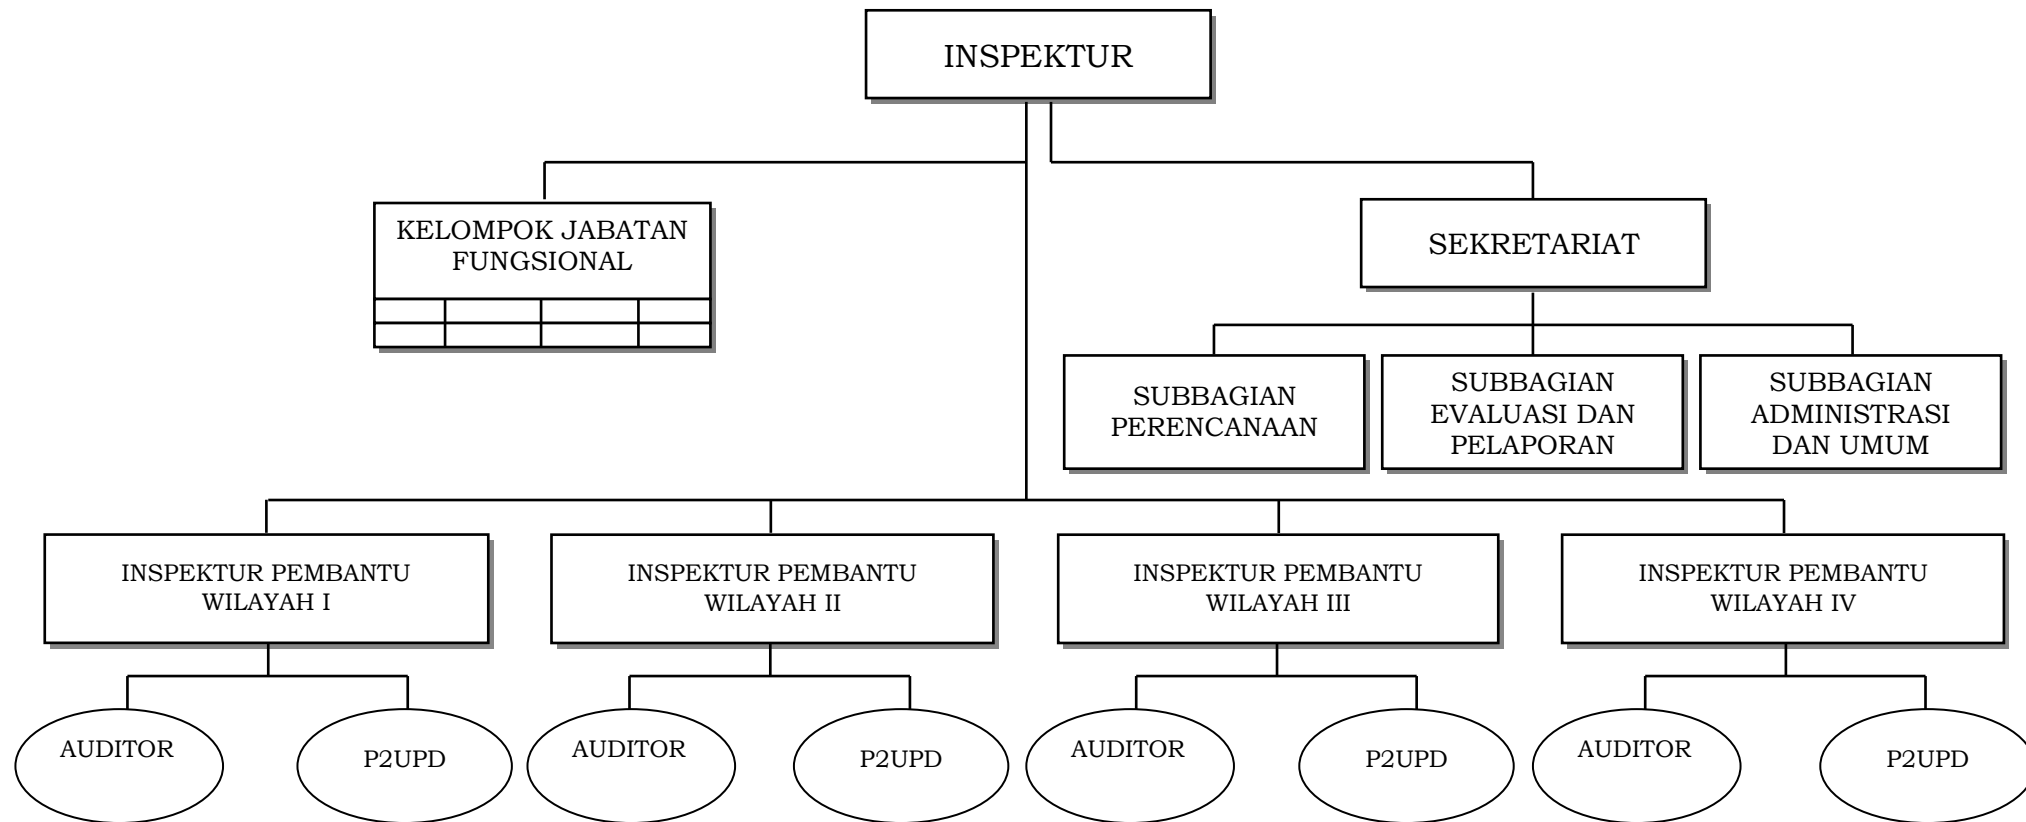 INSPEKTUR
KELOMPOK JABATAN
FUNGSIONAL
SEKRETARIAT
SUBBAGIAN
PERENCANAAN
SUBBAGIAN
EVALUASI DAN
PELAPORAN
SUBBAGIAN
ADMINISTRASI
DAN UMUM
INSPEKTUR PEMBANTU
WILAYAH I
INSPEKTUR PEMBANTU
WILAYAH II
INSPEKTUR PEMBANTU
WILAYAH III
INSPEKTUR PEMBANTU
WILAYAH IV
AUDITOR
P2UPD
AUDITOR
P2UPD
AUDITOR
P2UPD
AUDITOR
P2UPD